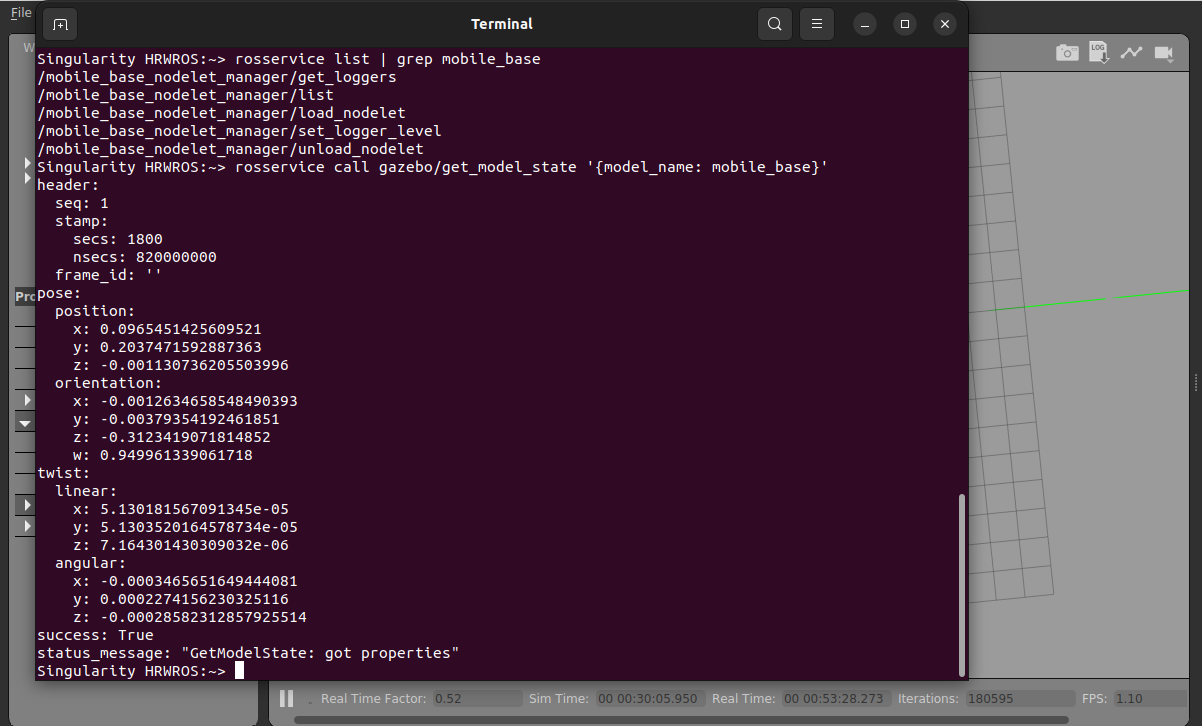 File
Terminal
W
LOG
Singularity HRWROS:~> rosservice list | grep mobile_base
/mobile_base_nodelet_manager/get_loggers
/mobile_base_nodelet_manager/list
/mobile_base_nodelet_manager/load_nodelet
/mobile_base_nodelet_manager/set_logger_level
/mobile_base_nodelet_manager/unload_nodelet
Singularity HRWROS:~> rosservice call gazebo/get_model_state '{model_name: mobile_base}'
header:
  seq: 1
  stamp:
    secs: 1800
    nsecs: 820000000
  frame_id: ''
pose:
  position:
    x: 0.0965451425609521
    y: 0.2037471592887363
    z: -0.001130736205503996
  orientation:
    x: -0.0012634658548490393
    y: -0.00379354192461851
    z: -0.3123419071814852
    w: 0.949961339061718
twist:
  linear:
    x: 5.130181567091345e-05
    y: 5.1303520164578734e-05
    z: 7.164301430309032e-06
  angular:
    x: -0.0003465651649444081
    y: 0.0002274156230325116
    z: -0.00028582312857925514
success: True
status_message: "GetModelState: got properties"
Singularity HRWROS:~>
Pro
Real Time Factor: 0.52 Sim Time: 00 00:30:05.950 Real Time: 00 00:53:28.273 Iterations: 180595 FPS: 1.10